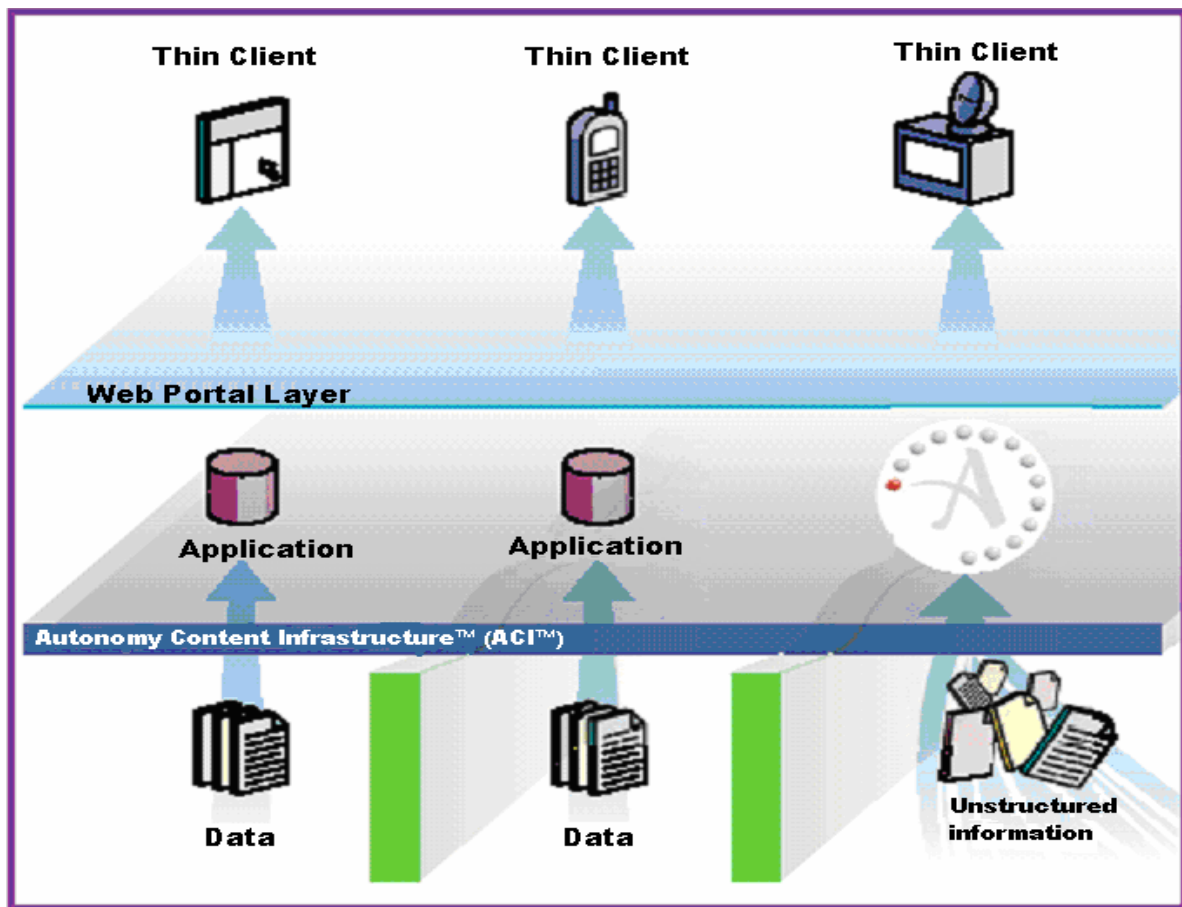 Thin Client
Thin Client
Thin Client
Web Portal Layer
Application
Application
A
Autonomy Content Infrastructure™ (ACI™)
Data
Data
Unstructured
information